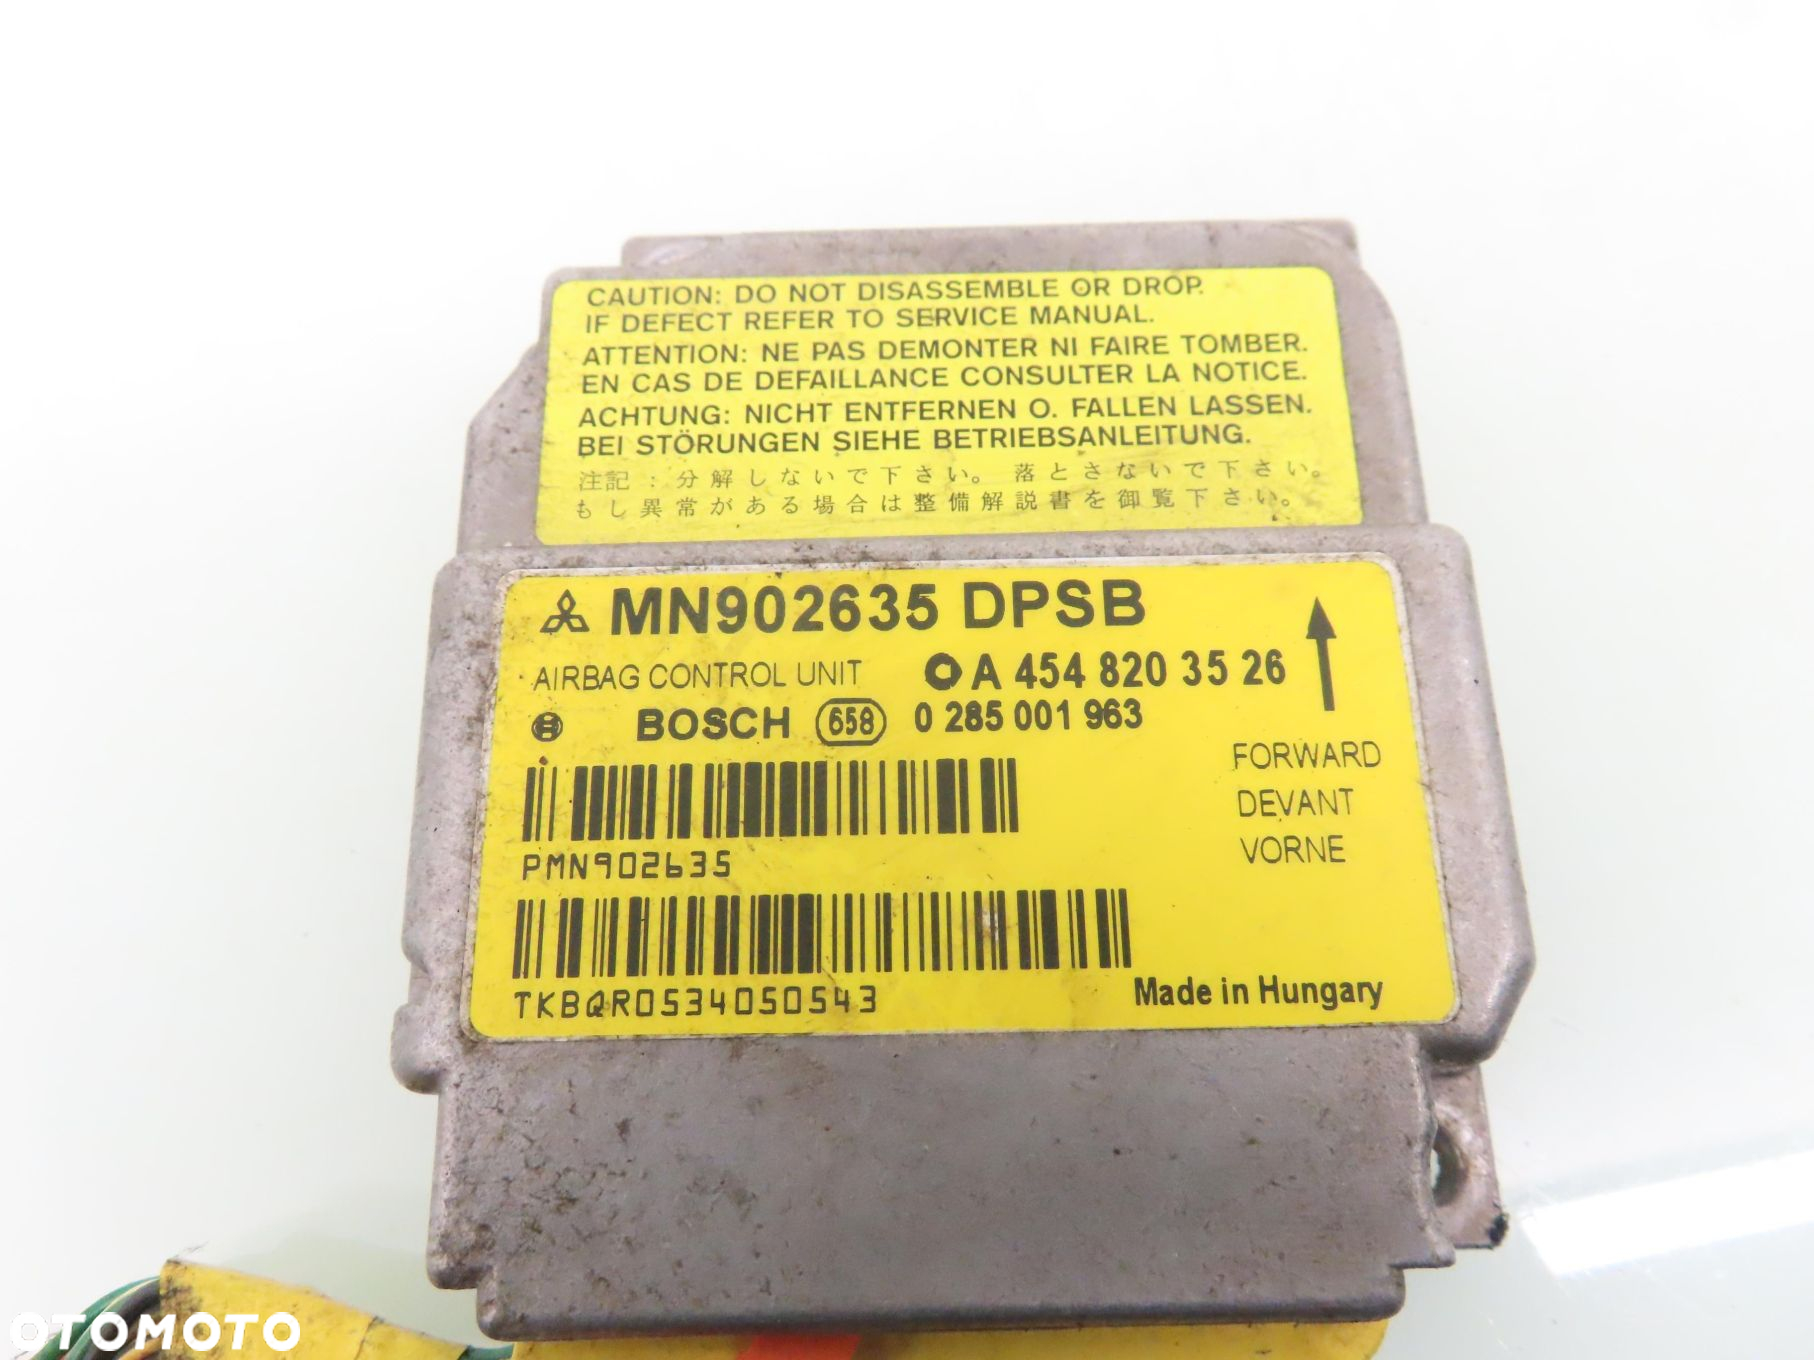 CAUTION: DO NOT DISASSEMBLE OR DROP.
IF DEFECT REFER TO SERVICE MANUAL.
ATTENTION: NE PAS DEMONTER NI FAIRE TOMBER.
EN CAS DE DEFAILLANCE CONSULTER LA NOTICE.
ACHTUNG: NICHT ENTFERNEN O. FALLEN LASSEN.
BEI STÖRUNGEN SIEHE BETRIEBSANLEITUNG.
注記：分解しないで下さい。落とさないで下さい。
もし異常がある場合は整備解説書を御覧下さい。
MN902635 DPSB
AIRBAG CONTROL UNIT A 454 820 35 26
BOSCH 658 0 285 001 963
FORWARD
DEVANT
VORNE
PMN902635
TKBQR0534050543
Made in Hungary
OTOMOTO